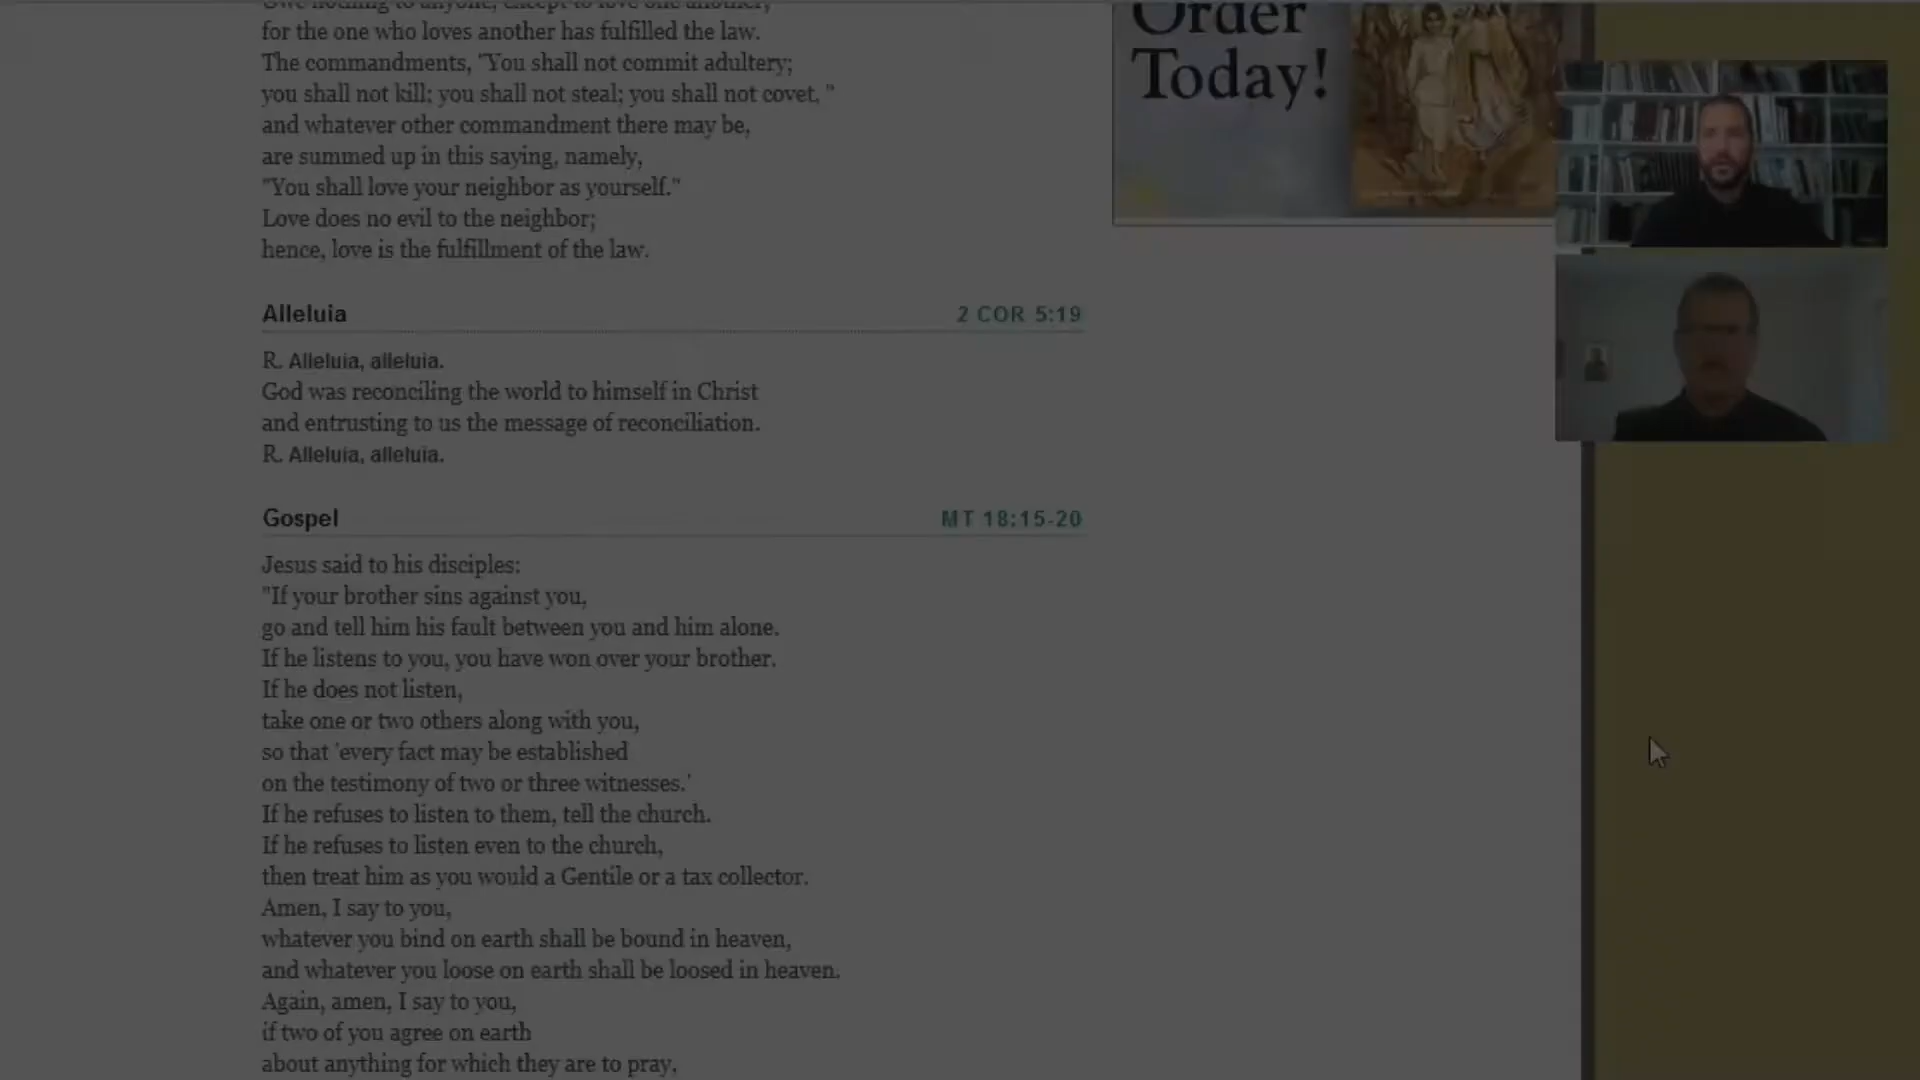 Owe nothing to anyone, except to love one another;
for the one who loves another has fulfilled the law.
The commandments, "You shall not commit adultery;
you shall not kill; you shall not steal; you shall not covet, "
and whatever other commandment there may be,
are summed up in this saying, namely,
"You shall love your neighbor as yourself."
Love does no evil to the neighbor;
hence, love is the fulfillment of the law.
Alleluia 2 COR 5:19
R. Alleluia, alleluia.
God was reconciling the world to himself in Christ
and entrusting to us the message of reconciliation.
R. Alleluia, alleluia.
Gospel MT 18:15-20
Jesus said to his disciples:
"If your brother sins against you,
go and tell him his fault between you and him alone.
If he listens to you, you have won over your brother.
If he does not listen,
take one or two others along with you,
so that 'every fact may be established
on the testimony of two or three witnesses.'
If he refuses to listen to them, tell the church.
If he refuses to listen even to the church,
then treat him as you would a Gentile or a tax collector.
Amen, I say to you,
whatever you bind on earth shall be bound in heaven,
and whatever you loose on earth shall be loosed in heaven.
Again, amen, I say to you,
if two of you agree on earth
about anything for which they are to pray,
Order
Today!